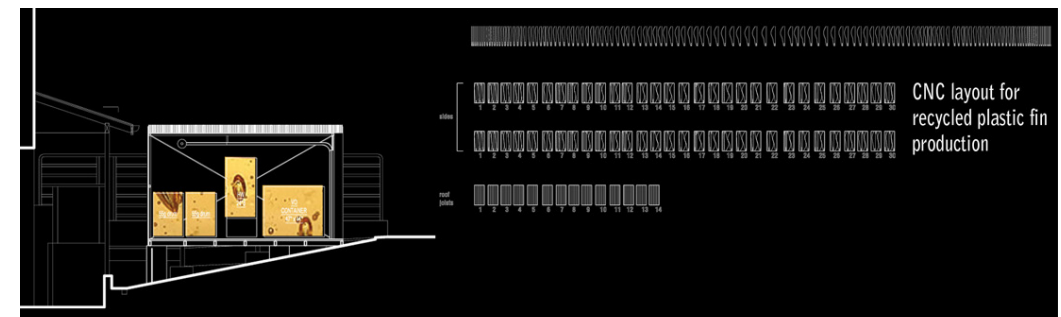 CNC layout for
recycled plastic fin
production
sides
1 2 3 4 5 6 7 8 9 10 11 12 13 14 15 16 17 18 19 20 21 22 23 24 25 26 27 28 29 30
1 2 3 4 5 6 7 8 9 10 11 12 13 14 15 16 17 18 19 20 21 22 23 24 25 26 27 28 29 30
roof
joists
1 2 3 4 5 6 7 8 9 10 11 12 13 14
YD
CONTAINER